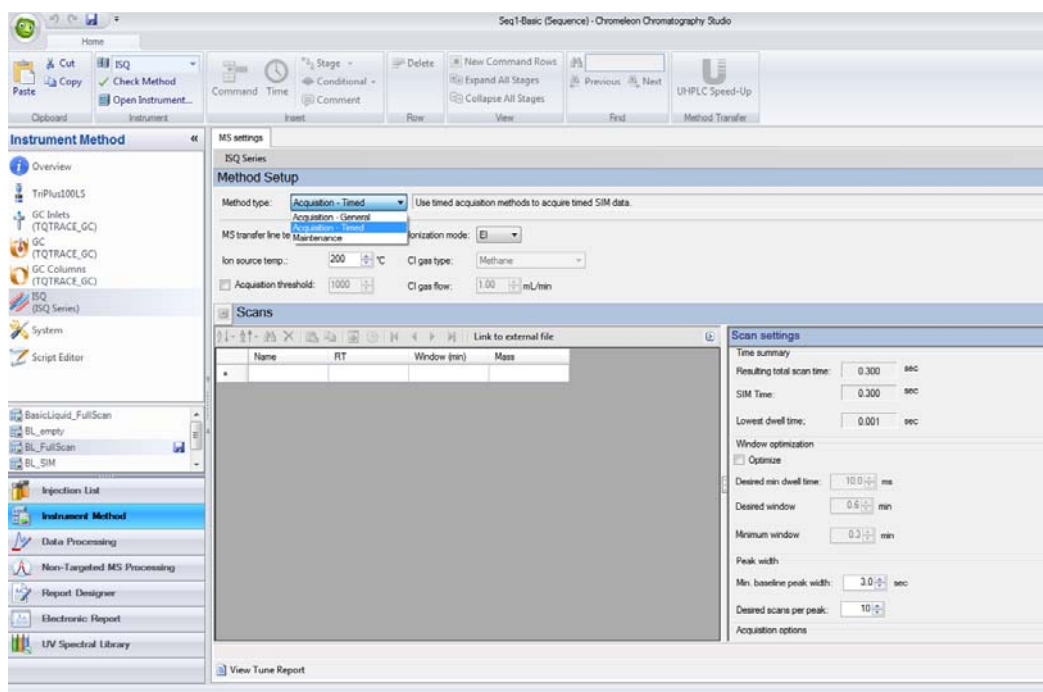 Seq1-Basic (Sequence) - Chromeleon Chromatography Studio
Home
Cut
Copy
Paste
Clipboard
ISQ
Check Method
Open Instrument...
Instrument
Command
Time
Stage
Conditional
Comment
Insert
Delete
Row
New Command Rows
Expand All Stages
Collapse All Stages
View
Previous
Next
Find
UHPLC Speed-Up
Method Transfer
Instrument Method
Overview
TriPlus100LS
GC Inlets
(TQTRACE_GC)
GC
(TQTRACE_GC)
GC Columns
(TQTRACE_GC)
ISQ
(ISQ Series)
System
Script Editor
BasicLiquid_FullScan
BL_empty
BL_FullScan
BL_SIM
Injection List
Instrument Method
Data Processing
Non-Targeted MS Processing
Report Designer
Electronic Report
UV Spectral Library
MS settings
ISQ Series
Method Setup
Method type: Acquisition - Timed Use timed acquisition methods to acquire timed SIM data.
Acquisition - General
Acquisition - Timed
Maintenance
MS transfer line te
Ionization mode: EI
Ion source temp.: 200 °C CI gas type: Methane
Acquisition threshold: 1000 CI gas flow: 1.00 mL/min
Scans
Link to external file
Name RT Window (min) Mass
Scan settings
Time summary
Resulting total scan time: 0.300 sec
SIM Time: 0.300 sec
Lowest dwell time: 0.001 sec
Window optimization
Optimize
Desired min dwell time: 10.0 ms
Desired window 0.6 min
Minimum window 0.3 min
Peak width
Min. baseline peak width: 3.0 sec
Desired scans per peak: 10
Acquisition options
View Tune Report